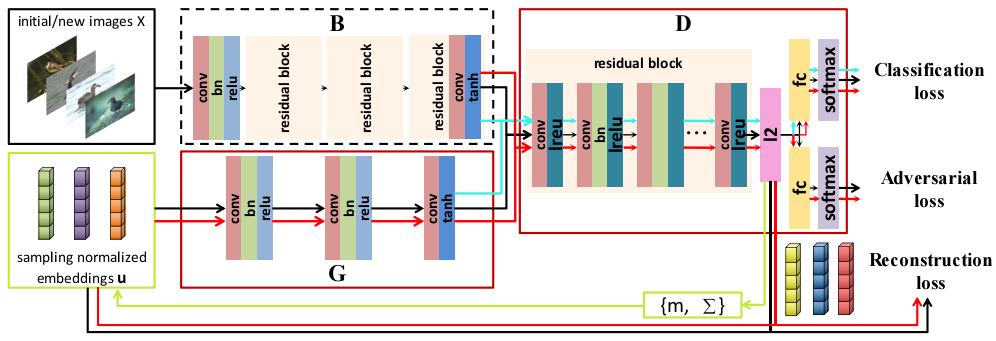 initial/new images X
B
conv
bn
relu
residual block
residual block
residual block
conv
tanh
sampling normalized
embeddings u
conv
bn
relu
conv
bn
relu
conv
tanh
G
D
residual block
conv
lreu
conv
bn
lrelu
...
conv
lreu
l2
fc
softmax
fc
softmax
Classification
loss
Adversarial
loss
Reconstruction
loss
{m, Σ}